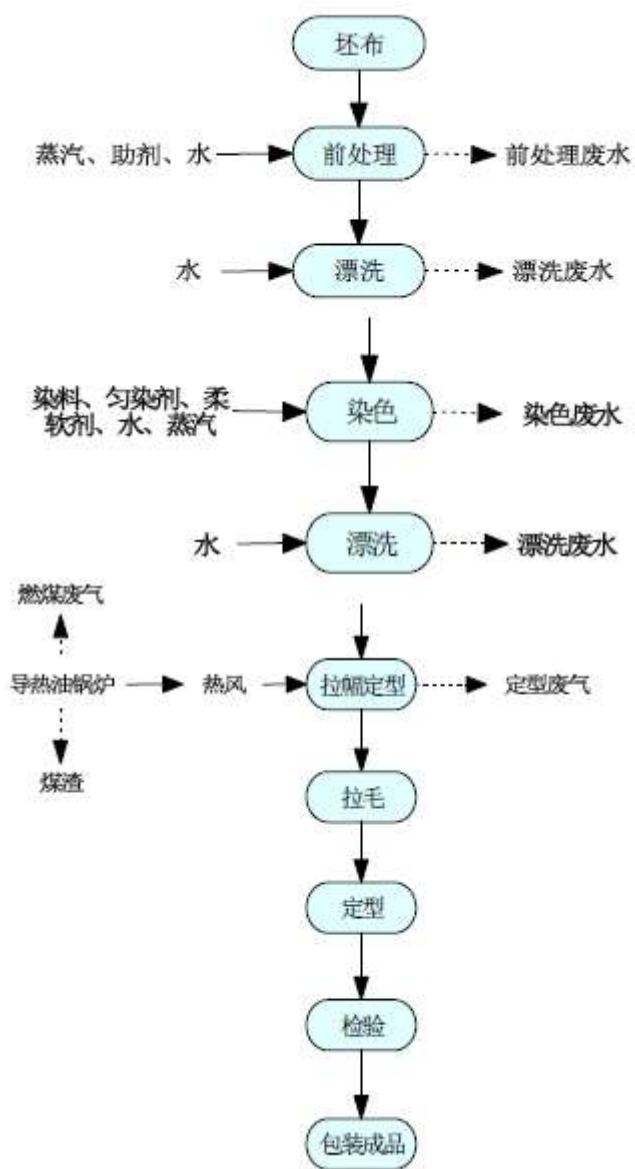 坯布
蒸汽、助剂、水
前处理
前处理废水
水
漂洗
漂洗废水
染料、匀染剂、柔
软剂、水、蒸汽
染色
染色废水
水
漂洗
漂洗废水
燃煤废气
导热油锅炉
热风
拉幅定型
定型废气
煤渣
拉毛
定型
检验
包装成品